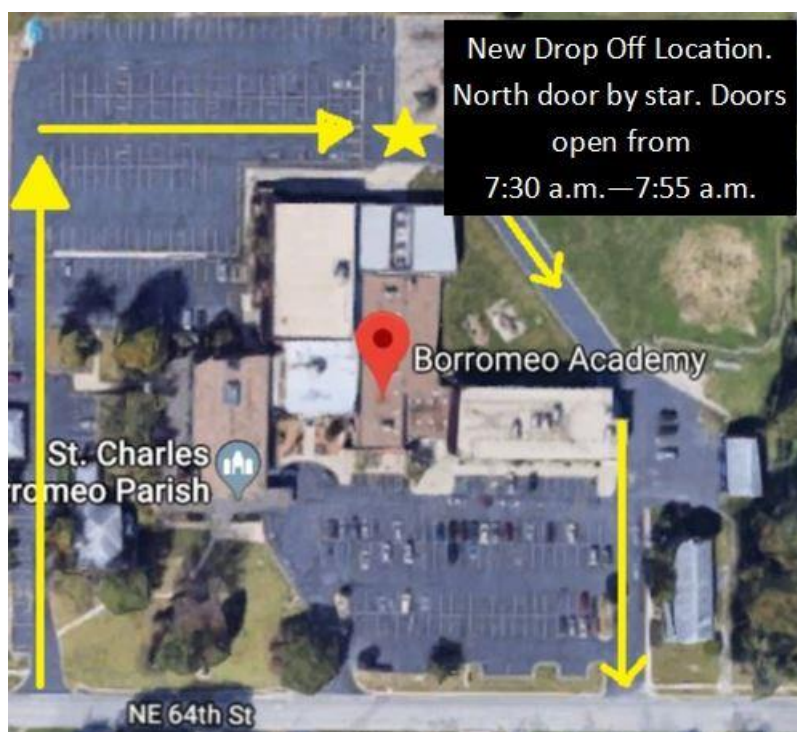 New Drop Off Location.
North door by star. Doors
open from
7:30 a.m.—7:55 a.m.
Borromeo Academy
St. Charles
rromeo Parish
NE 64th St